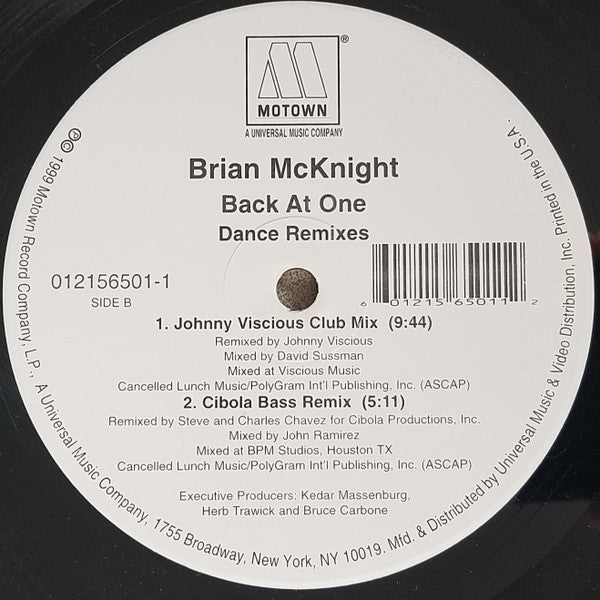 ®
MOTOWN
A UNIVERSAL MUSIC COMPANY
Brian McKnight
Back At One
Dance Remixes
012156501-1
SIDE B
6 01215 65011 2
1. Johnny Viscious Club Mix (9:44)
Remixed by Johnny Viscious
Mixed by David Sussman
Mixed at Viscious Music
Cancelled Lunch Music/PolyGram Int'l Publishing, Inc. (ASCAP)
2. Cibola Bass Remix (5:11)
Remixed by Steve and Charles Chavez for Cibola Productions, Inc.
Mixed by John Ramirez
Mixed at BPM Studios, Houston TX
Cancelled Lunch Music/PolyGram Int'l Publishing, Inc. (ASCAP)
Executive Producers: Kedar Massenburg,
Herb Trawick and Bruce Carbone
℗© 1999 Motown Record Company, L.P., A Universal Music Company, 1755 Broadway, New York, NY 10019. Mfd. & Distributed by Universal Music & Video Distribution, Inc. Printed in the U.S.A.